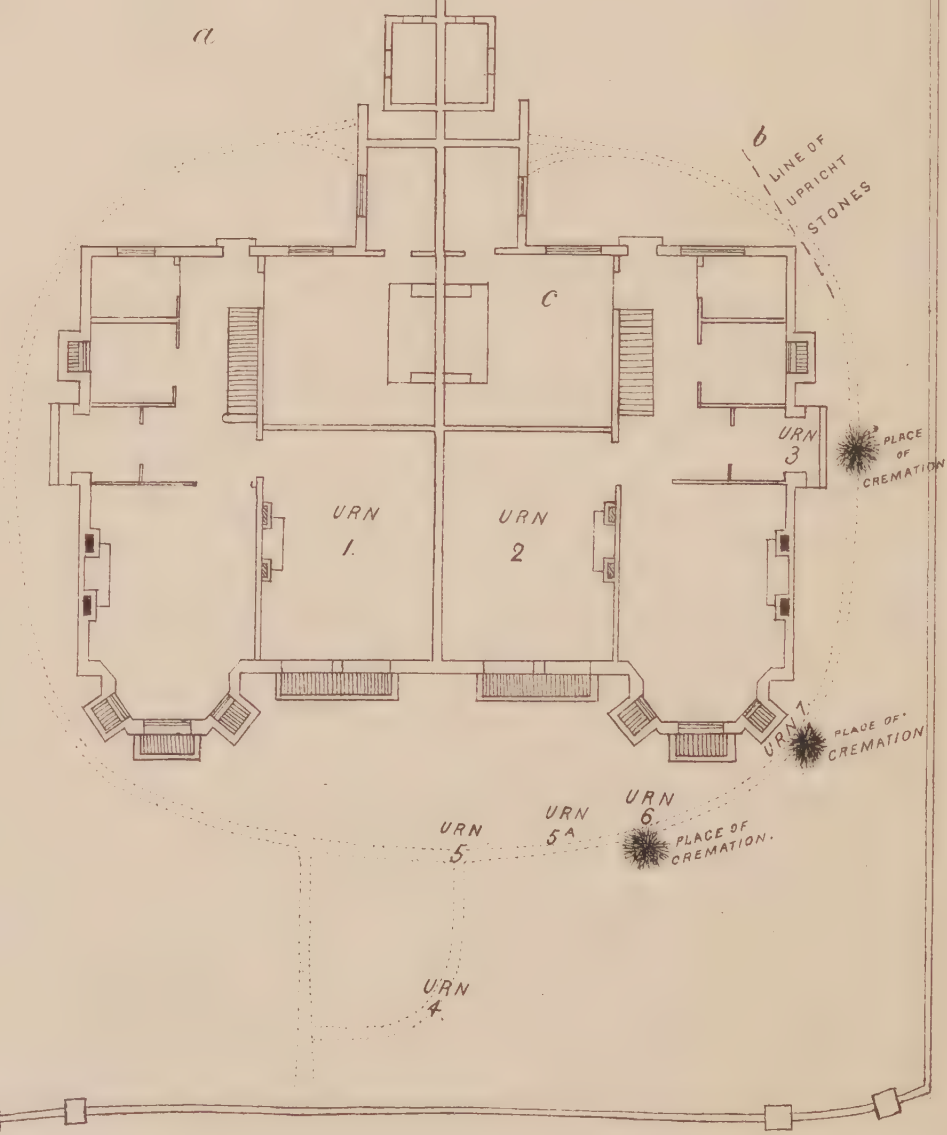 a
b
LINE OF
UPRIGHT
STONES
c
URN
3
PLACE
OF
CREMATION
URN
1.
URN
2
URN 7.
PLACE OF
CREMATION
URN
6.
PLACE OF
CREMATION.
URN
5 A
URN
5.
URN
4.